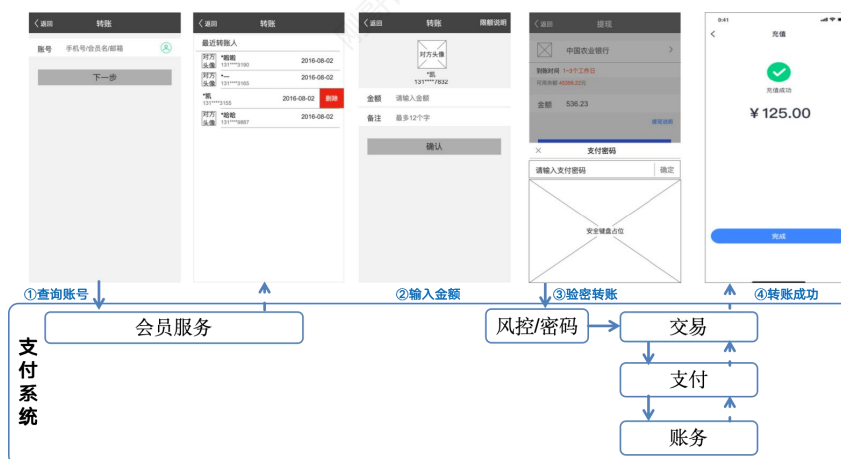 〈返回 转账
账号 手机号/会员名/邮箱
下一步
〈返回 转账
最近转账人
对方头像 *啦啦 2016-08-02
131****3190
对方头像 *一 2016-08-02
131****3165
*凯 2016-08-02 删除
131****3155
对方头像 *哈哈 2016-08-02
131****9887
〈返回 转账 限额说明
对方头像
*凯
131****7832
金额 请输入金额
备注 最多12个字
确认
〈返回 提现
中国农业银行
到账时间 1~3个工作日
金额 536.23
× 支付密码
请输入支付密码 确定
安全键盘占位
9:41
充值
充值成功
¥125.00
完成
①查询账号
②输入金额
③验密转账
④转账成功
支付系统
会员服务
风控/密码
交易
支付
账务